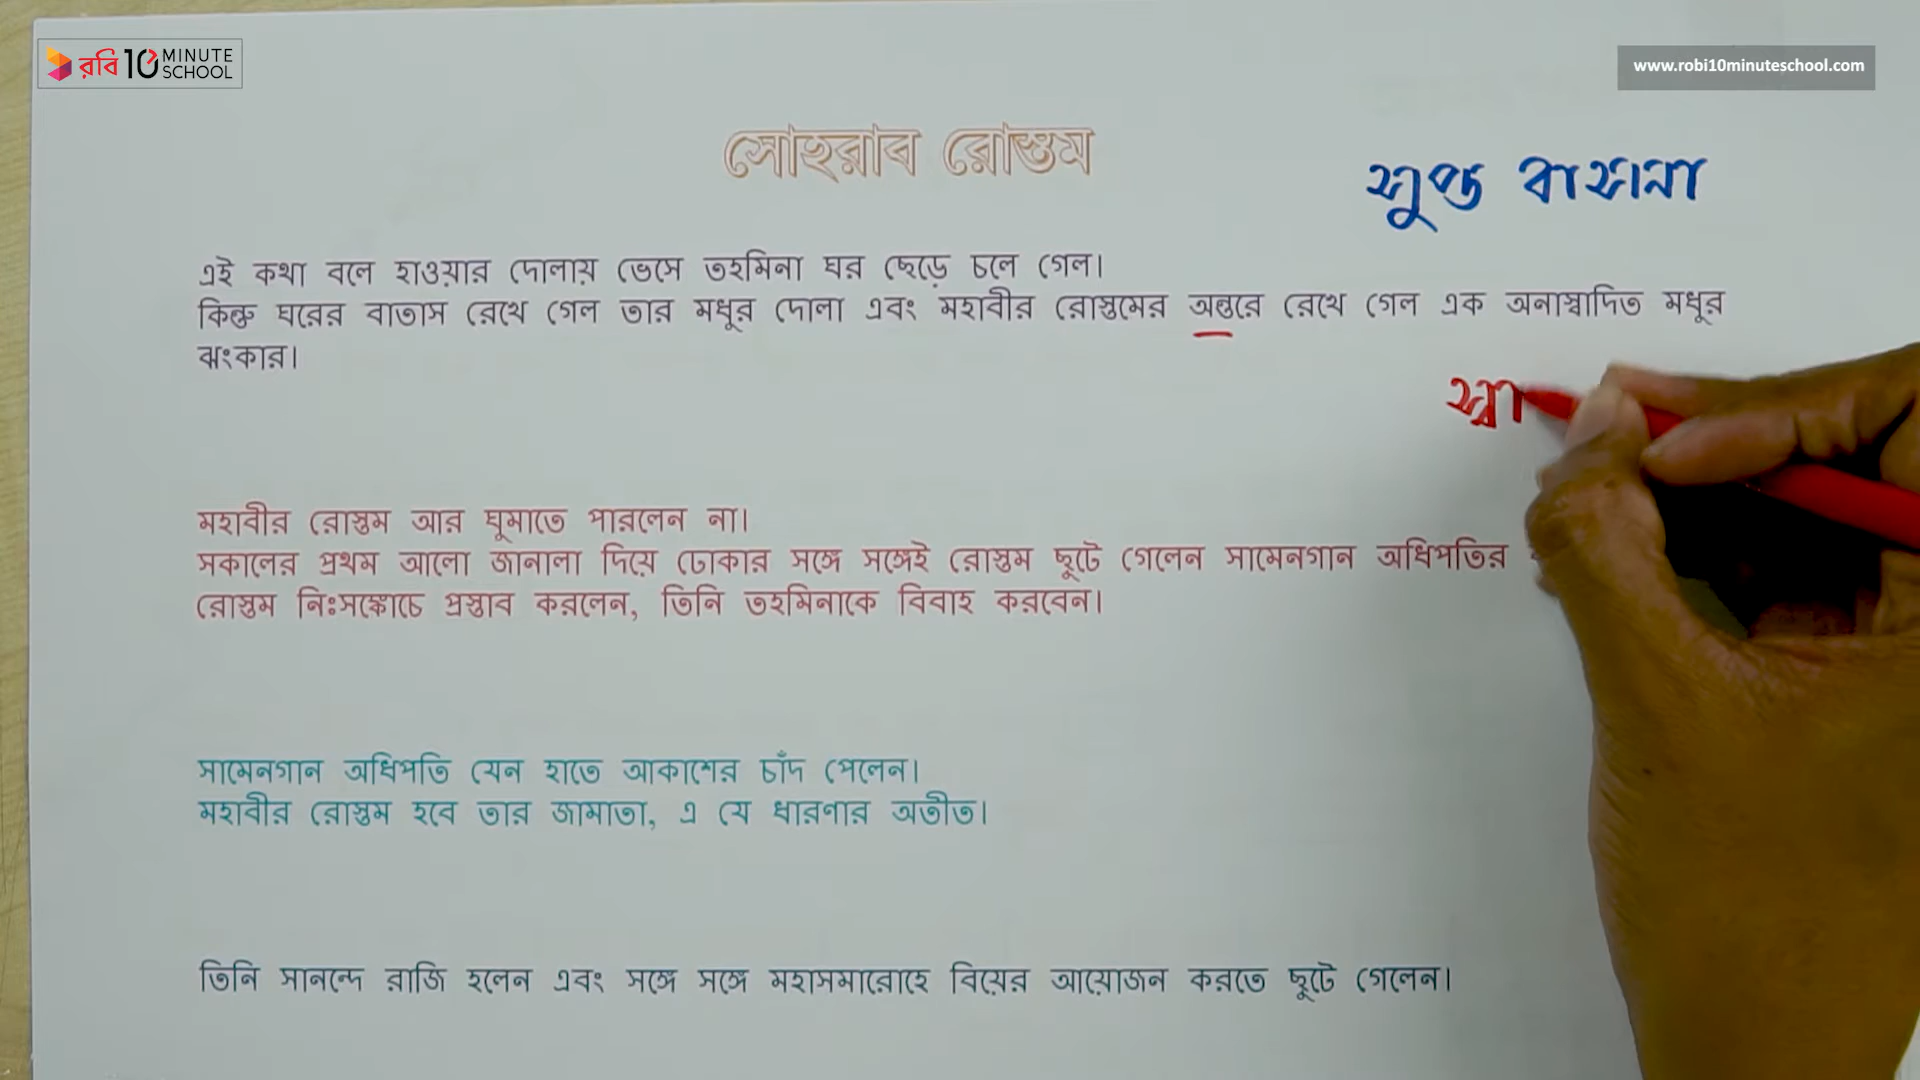 রবি 10 MINUTE SCHOOL
www.robi10minuteschool.com
সোহরাব রোস্তম
সুপ্ত বাসনা
এই কথা বলে হাওয়ার দোলায় ভেসে তহমিনা ঘর ছেড়ে চলে গেল।
কিন্তু ঘরের বাতাস রেখে গেল তার মধুর দোলা এবং মহাবীর রোস্তমের অন্তরে রেখে গেল এক অনাস্বাদিত মধুর
ঝংকার।
স্বা
মহাবীর রোস্তম আর ঘুমাতে পারলেন না।
সকালের প্রথম আলো জানালা দিয়ে ঢোকার সঙ্গে সঙ্গেই রোস্তম ছুটে গেলেন সামেনগান অধিপতির
রোস্তম নিঃসঙ্কোচে প্রস্তাব করলেন, তিনি তহমিনাকে বিবাহ করবেন।
সামেনগান অধিপতি যেন হাতে আকাশের চাঁদ পেলেন।
মহাবীর রোস্তম হবে তার জামাতা, এ যে ধারণার অতীত।
তিনি সানন্দে রাজি হলেন এবং সঙ্গে সঙ্গে মহাসমারোহে বিয়ের আয়োজন করতে ছুটে গেলেন।